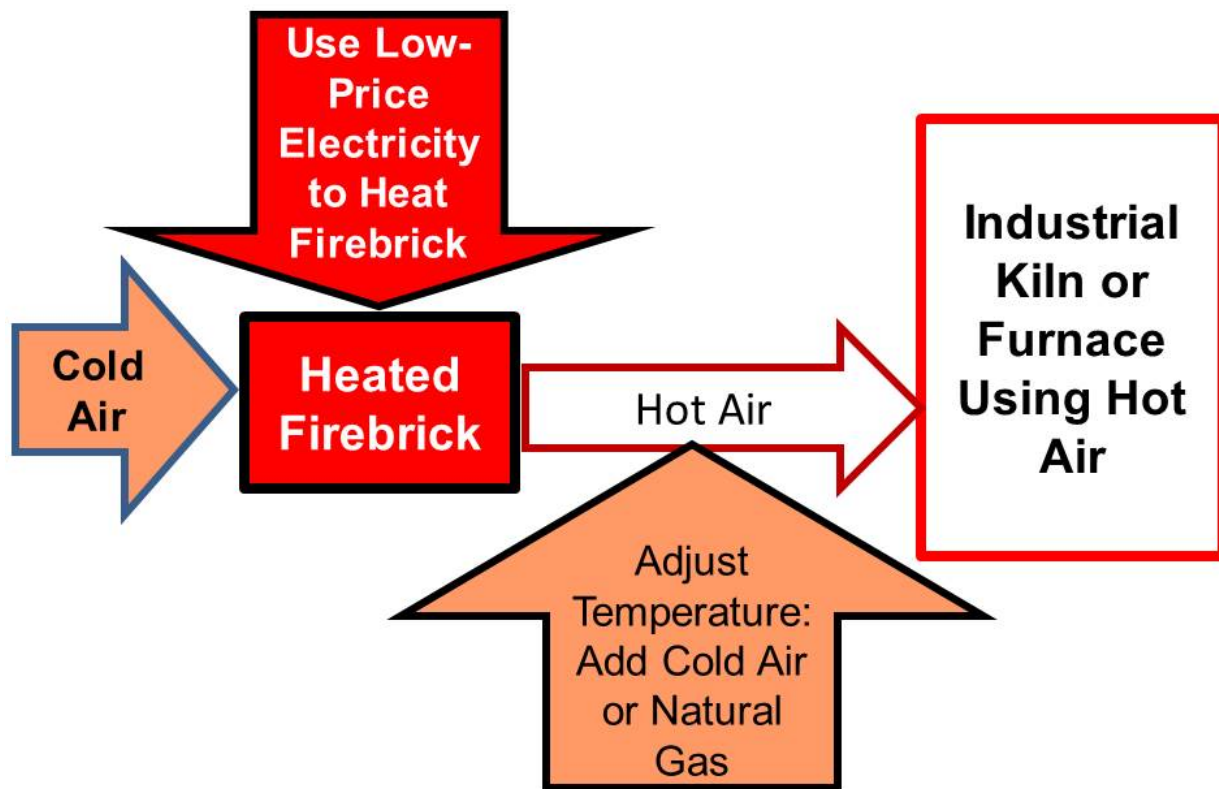 Use Low-
Price
Electricity
to Heat
Firebrick
Cold
Air
Heated
Firebrick
Hot Air
Industrial
Kiln or
Furnace
Using Hot
Air
Adjust
Temperature:
Add Cold Air
or Natural
Gas